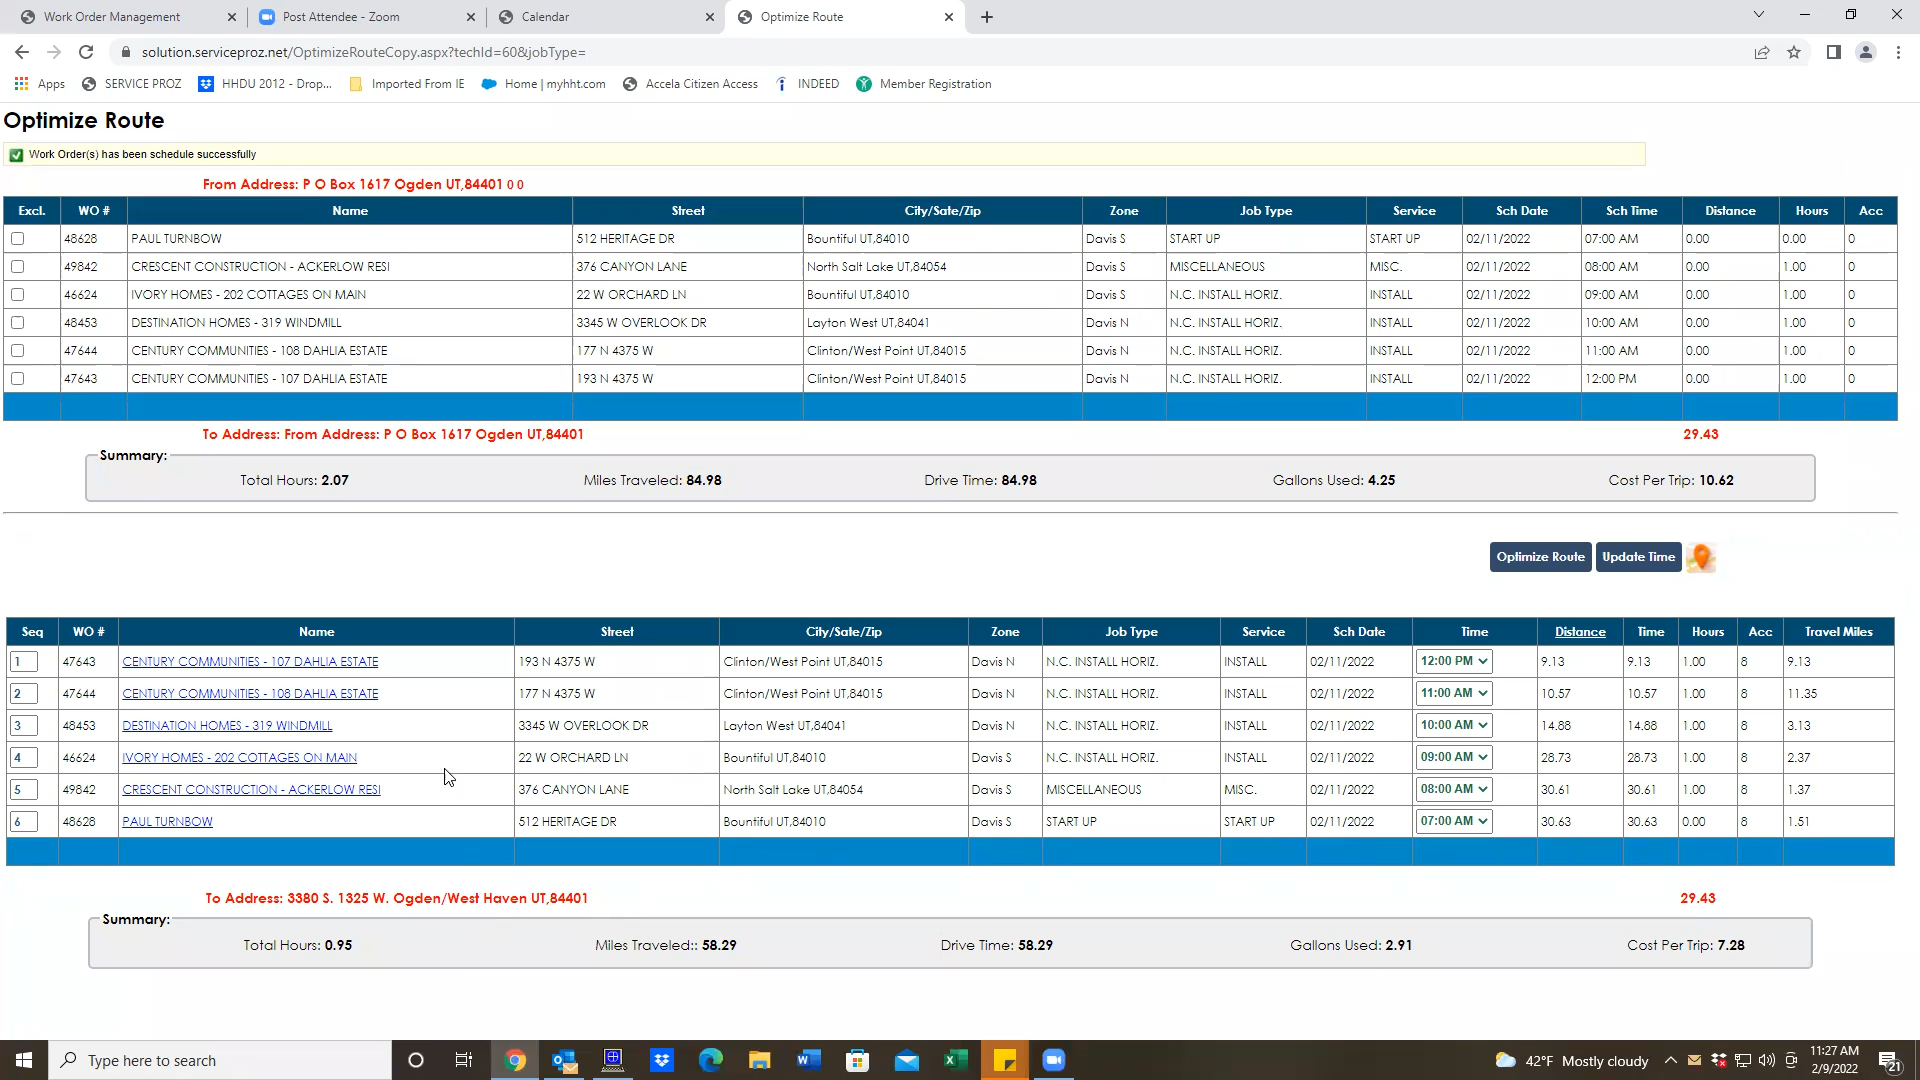 Work Order Management
Post Attendee - Zoom
Calendar
Optimize Route
solution.serviceproz.net/OptimizeRouteCopy.aspx?techId=60&jobType=
Apps SERVICE PROZ HHDU 2012 - Drop... Imported From IE Home | myhht.com Accela Citizen Access INDEED Member Registration
Optimize Route
Work Order(s) has been schedule successfully
From Address: P O Box 1617 Ogden UT,84401 0 0
Excl. WO # Name Street City/Sate/Zip Zone Job Type Service Sch Date Sch Time Distance Hours Acc
48628 PAUL TURNBOW 512 HERITAGE DR Bountiful UT,84010 Davis S START UP START UP 02/11/2022 07:00 AM 0.00 0.00 0
49842 CRESCENT CONSTRUCTION - ACKERLOW RESI 376 CANYON LANE North Salt Lake UT,84054 Davis S MISCELLANEOUS MISC. 02/11/2022 08:00 AM 0.00 1.00 0
46624 IVORY HOMES - 202 COTTAGES ON MAIN 22 W ORCHARD LN Bountiful UT,84010 Davis S N.C. INSTALL HORIZ. INSTALL 02/11/2022 09:00 AM 0.00 1.00 0
48453 DESTINATION HOMES - 319 WINDMILL 3345 W OVERLOOK DR Layton West UT,84041 Davis N N.C. INSTALL HORIZ. INSTALL 02/11/2022 10:00 AM 0.00 1.00 0
47644 CENTURY COMMUNITIES - 108 DAHLIA ESTATE 177 N 4375 W Clinton/West Point UT,84015 Davis N N.C. INSTALL HORIZ. INSTALL 02/11/2022 11:00 AM 0.00 1.00 0
47643 CENTURY COMMUNITIES - 107 DAHLIA ESTATE 193 N 4375 W Clinton/West Point UT,84015 Davis N N.C. INSTALL HORIZ. INSTALL 02/11/2022 12:00 PM 0.00 1.00 0
To Address: From Address: P O Box 1617 Ogden UT,84401 29.43
Summary:
Total Hours: 2.07 Miles Traveled: 84.98 Drive Time: 84.98 Gallons Used: 4.25 Cost Per Trip: 10.62
Optimize Route Update Time
Seq WO # Name Street City/Sate/Zip Zone Job Type Service Sch Date Time Distance Time Hours Acc Travel Miles
1 47643 CENTURY COMMUNITIES - 107 DAHLIA ESTATE 193 N 4375 W Clinton/West Point UT,84015 Davis N N.C. INSTALL HORIZ. INSTALL 02/11/2022 12:00 PM 9.13 9.13 1.00 8 9.13
2 47644 CENTURY COMMUNITIES - 108 DAHLIA ESTATE 177 N 4375 W Clinton/West Point UT,84015 Davis N N.C. INSTALL HORIZ. INSTALL 02/11/2022 11:00 AM 10.57 10.57 1.00 8 11.35
3 48453 DESTINATION HOMES - 319 WINDMILL 3345 W OVERLOOK DR Layton West UT,84041 Davis N N.C. INSTALL HORIZ. INSTALL 02/11/2022 10:00 AM 14.88 14.88 1.00 8 3.13
4 46624 IVORY HOMES - 202 COTTAGES ON MAIN 22 W ORCHARD LN Bountiful UT,84010 Davis S N.C. INSTALL HORIZ. INSTALL 02/11/2022 09:00 AM 28.73 28.73 1.00 8 2.37
5 49842 CRESCENT CONSTRUCTION - ACKERLOW RESI 376 CANYON LANE North Salt Lake UT,84054 Davis S MISCELLANEOUS MISC. 02/11/2022 08:00 AM 30.61 30.61 1.00 8 1.37
6 48628 PAUL TURNBOW 512 HERITAGE DR Bountiful UT,84010 Davis S START UP START UP 02/11/2022 07:00 AM 30.63 30.63 0.00 8 1.51
To Address: 3380 S. 1325 W. Ogden/West Haven UT,84401 29.43
Summary:
Total Hours: 0.95 Miles Traveled:: 58.29 Drive Time: 58.29 Gallons Used: 2.91 Cost Per Trip: 7.28
Type here to search
42°F Mostly cloudy
11:27 AM
2/9/2022
21